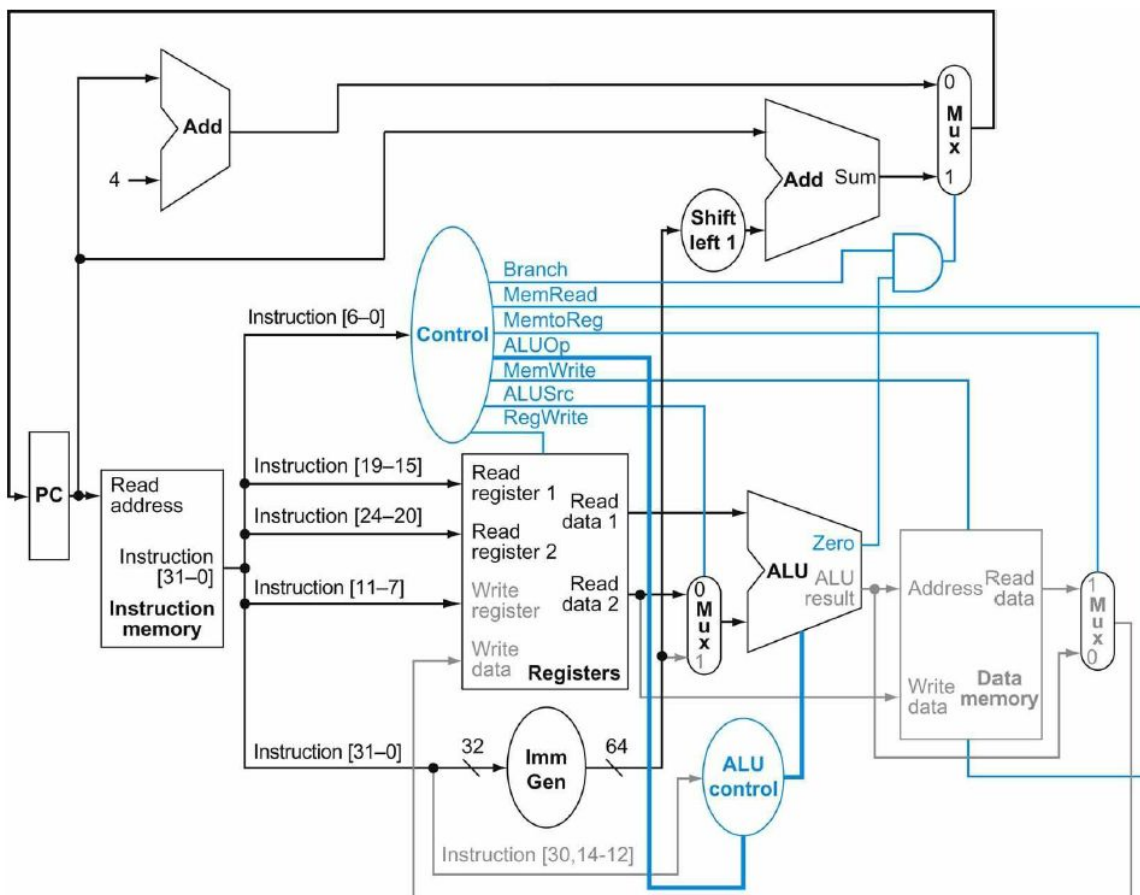 Add
4
0
Mux
1
Add Sum
Shift
left 1
Branch
MemRead
Instruction [6–0]
Control
MemtoReg
ALUOp
MemWrite
ALUSrc
RegWrite
PC
Read
address
Instruction
[31–0]
Instruction
memory
Instruction [19–15]
Instruction [24–20]
Instruction [11–7]
Read
register 1
Read
data 1
Read
register 2
Write
register
Read
data 2
Write
data
Registers
0
Mux
1
Zero
ALU
ALU
result
Address
Read
data
Write
data
Data
memory
1
Mux
0
Instruction [31–0]
32
Imm
Gen
64
ALU
control
Instruction [30,14-12]